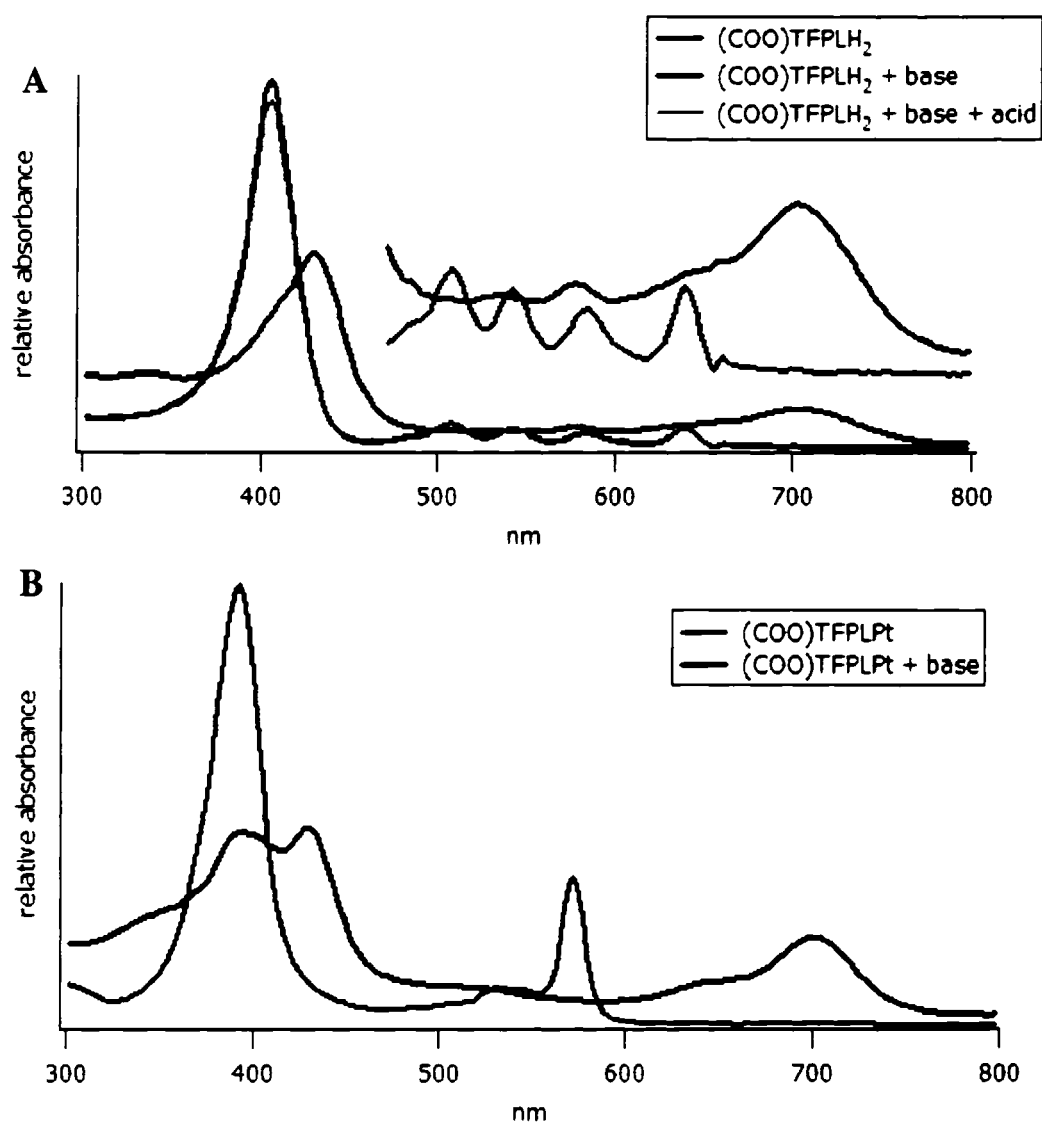 A
(COO)TFPLH₂
(COO)TFPLH₂ + base
(COO)TFPLH₂ + base + acid
relative absorbance
300 400 500 600 700 800
nm
B
(COO)TFPLPt
(COO)TFPLPt + base
relative absorbance
300 400 500 600 700 800
nm